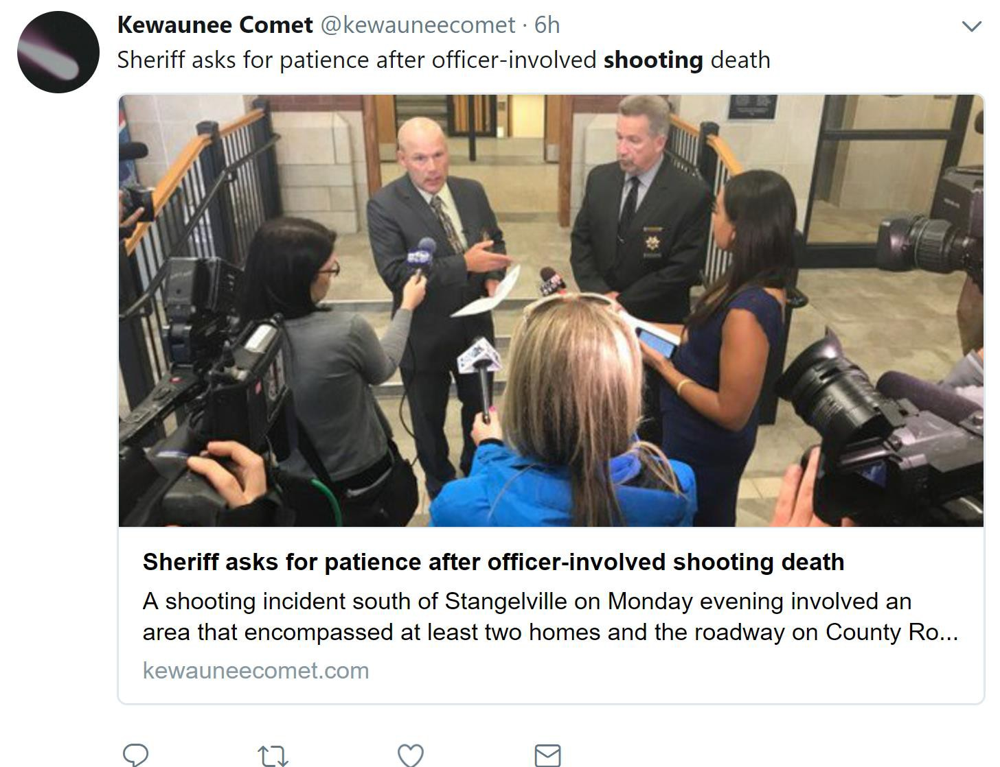 Kewaunee Comet @kewauneecomet · 6h
Sheriff asks for patience after officer-involved shooting death
Sheriff asks for patience after officer-involved shooting death
A shooting incident south of Stangelville on Monday evening involved an
area that encompassed at least two homes and the roadway on County Ro...
kewauneecomet.com